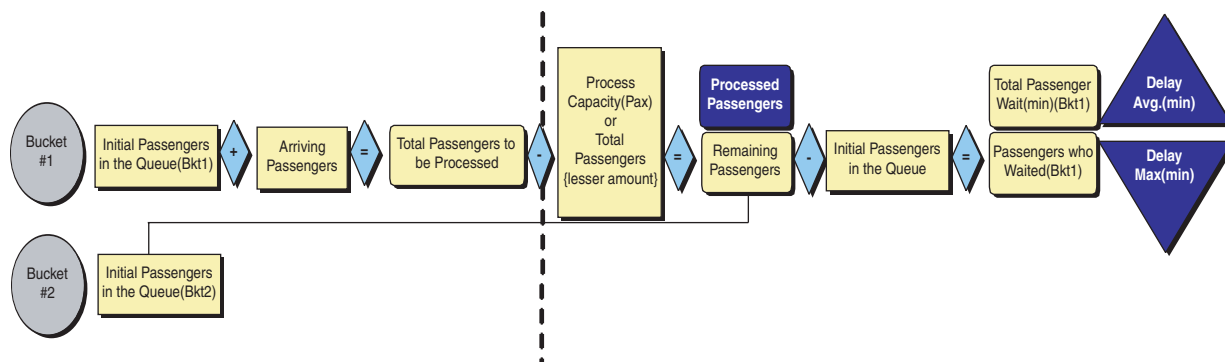 Bucket
#1
Initial Passengers
in the Queue(Bkt1)
+
Arriving
Passengers
=
Total Passengers to
be Processed
-
Process
Capacity(Pax)
or
Total
Passengers
{lesser amount}
=
Processed
Passengers
Remaining
Passengers
-
Initial Passengers
in the Queue
=
Total Passenger
Wait(min)(Bkt1)
Passengers who
Waited(Bkt1)
Delay
Avg.(min)
Delay
Max(min)
Bucket
#2
Initial Passengers
in the Queue(Bkt2)